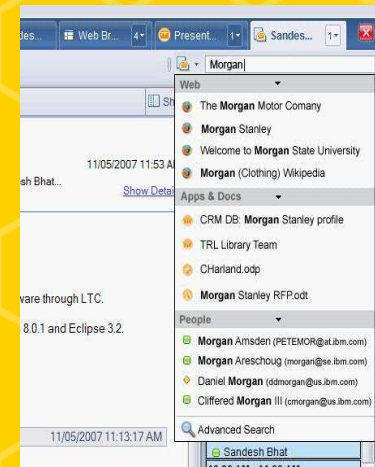 des... Web Br... 4 Present... 1 Sandes... 1
Morgan
Sh
Web
The Morgan Motor Comany
Morgan Stanley
Welcome to Morgan State University
Morgan (Clothing) Wikipedia
Apps & Docs
CRM DB: Morgan Stanley profile
TRL Library Team
CHarland.odp
Morgan Stanley RFP.odt
People
Morgan Amsden (PETEMOR@at.ibm.com)
Morgan Areschoug (morgan@se.ibm.com)
Daniel Morgan (ddmorgan@us.ibm.com)
Cliffered Morgan III (cmorgan@us.ibm.com)
Advanced Search
11/05/2007 11:53 AM
sh Bhat...
Show Detai
ware through LTC.
8.0.1 and Eclipse 3.2.
11/05/2007 11:13:17 AM
Sandesh Bhat